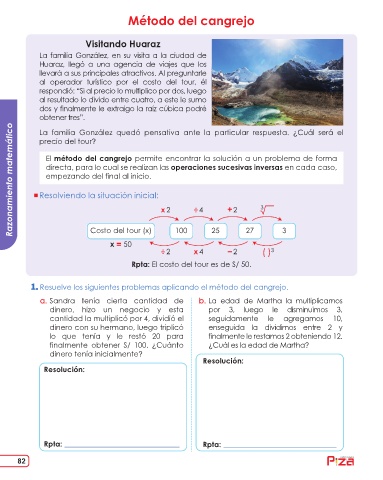 Método del cangrejo
Visitando Huaraz
La familia González, en su visita a la ciudad de
Huaraz, llegó a una agencia de viajes que los
llevará a sus principales atractivos. Al preguntarle
al operador turístico por el costo del tour, él
respondió: “Si al precio lo multiplico por dos, luego
al resultado lo divido entre cuatro, a este le sumo
dos y finalmente le extraigo la raíz cúbica podré
obtener tres”.
La familia González quedó pensativa ante la particular respuesta. ¿Cuál será el
precio del tour?
El método del cangrejo permite encontrar la solución a un problema de forma
directa, para lo cual se realizan las operaciones sucesivas inversas en cada caso,
empezando del final al inicio.
Resolviendo la situación inicial:
x 2 ÷ 4 + 2 ∛
Costo del tour (x) 100 25 27 3
x = 50
÷ 2 x 4 − 2 ( )³
Rpta: El costo del tour es de S/ 50.
1. Resuelve los siguientes problemas aplicando el método del cangrejo.
a. Sandra tenía cierta cantidad de
dinero, hizo un negocio y esta
cantidad la multiplicó por 4, dividió el
dinero con su hermano, luego triplicó
lo que tenía y le restó 20 para
finalmente obtener S/ 100. ¿Cuánto
dinero tenía inicialmente?
Resolución:
Rpta:
b. La edad de Martha la multiplicamos
por 3, luego le disminuimos 3,
seguidamente le agregamos 10,
enseguida la dividimos entre 2 y
finalmente le restamos 2 obteniendo 12.
¿Cuál es la edad de Martha?
Resolución:
Rpta:
Razonamiento matemático
82
Piza